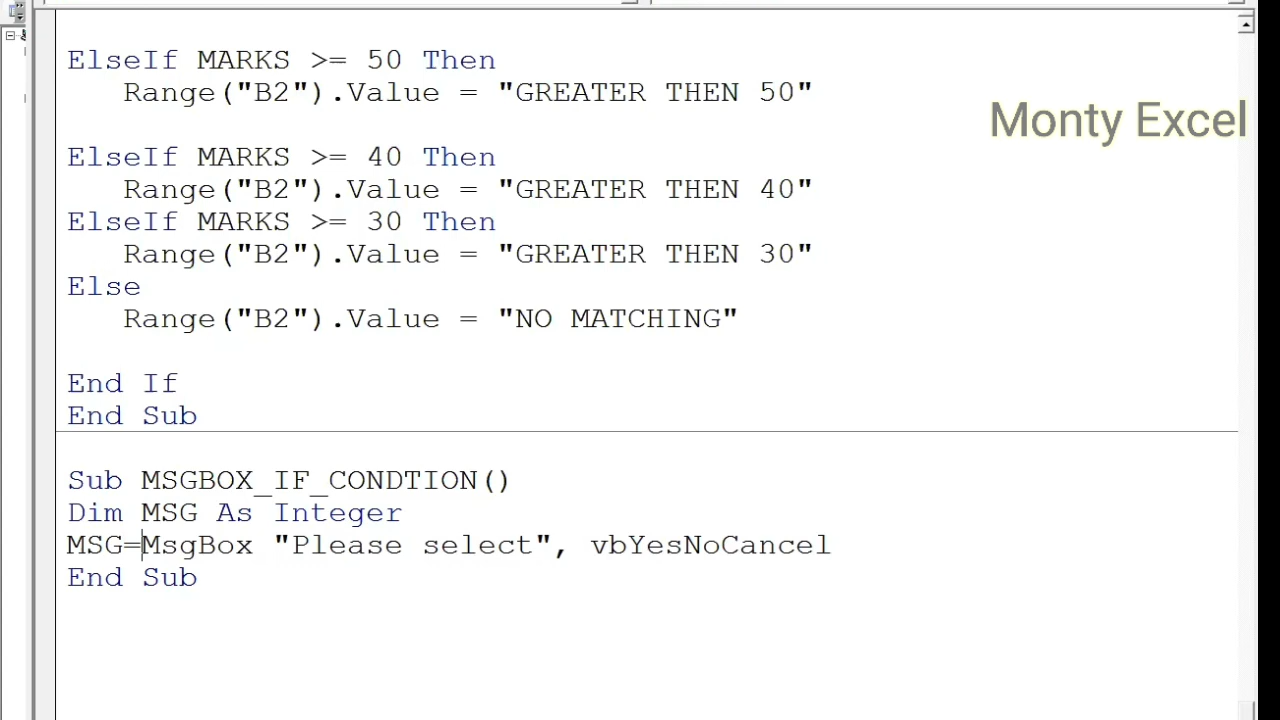 ElseIf MARKS >= 50 Then
Range("B2").Value = "GREATER THEN 50"
Monty Excel
ElseIf MARKS >= 40 Then
Range("B2").Value = "GREATER THEN 40"
ElseIf MARKS >= 30 Then
Range("B2").Value = "GREATER THEN 30"
Else
Range("B2").Value = "NO MATCHING"
End If
End Sub
Sub MSGBOX_IF_CONDTION()
Dim MSG As Integer
MSG=MsgBox "Please select", vbYesNoCancel
End Sub